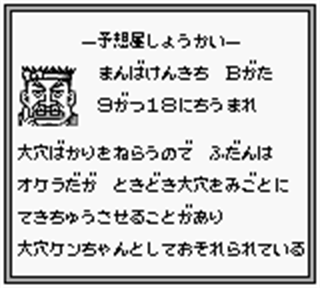 ―予想屋しょうかい―
まんばけんきち Bがた
9がつ18にちうまれ
大穴ばかりをねらうので ふだんは
オケラだが ときどき大穴をみごとに
てきちゅうさせることがあり
大穴ケンちゃんとしておそれられている